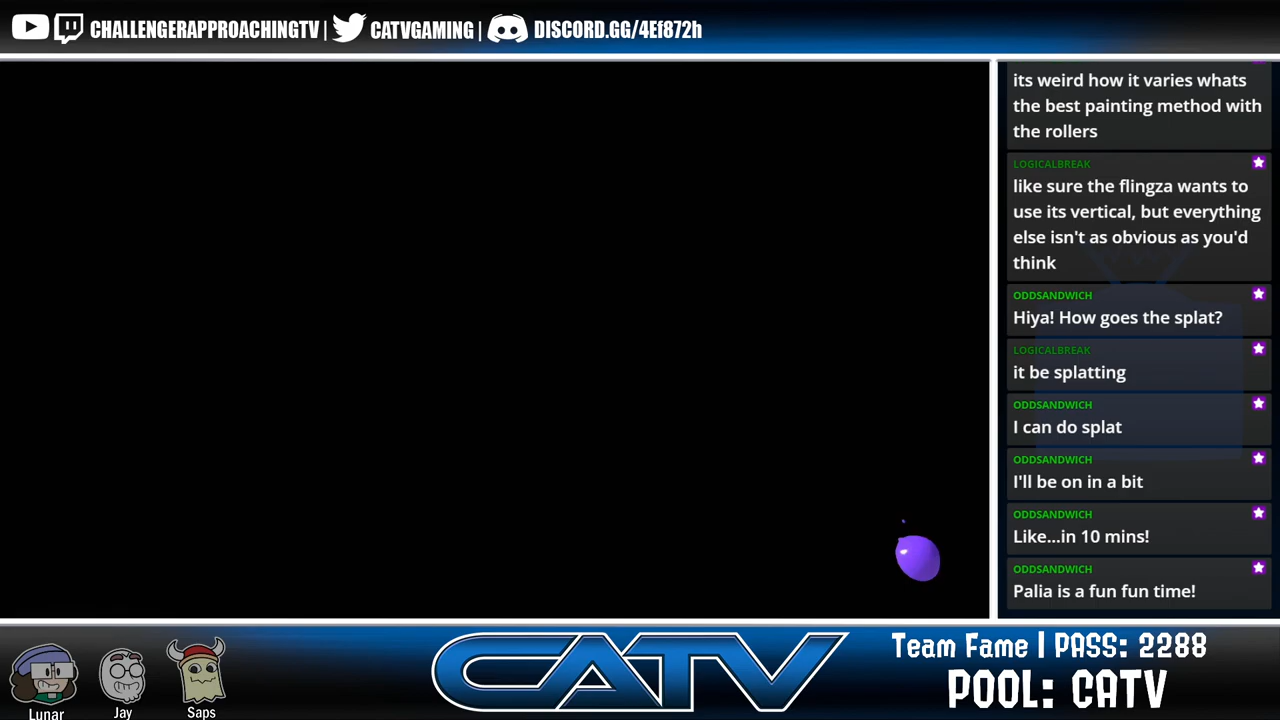 CHALLENGERAPPROACHINGTV | CATVGAMING | DISCORD.GG/4Ef872h
its weird how it varies whats
the best painting method with
the rollers
LOGICALBREAK
like sure the flingza wants to
use its vertical, but everything
else isn't as obvious as you'd
think
ODDSANDWICH
Hiya! How goes the splat?
LOGICALBREAK
it be splatting
ODDSANDWICH
I can do splat
ODDSANDWICH
I'll be on in a bit
ODDSANDWICH
Like...in 10 mins!
ODDSANDWICH
Palia is a fun fun time!
Lunar
Jay
Saps
CATV
Team Fame | PASS: 2288
POOL: CATV